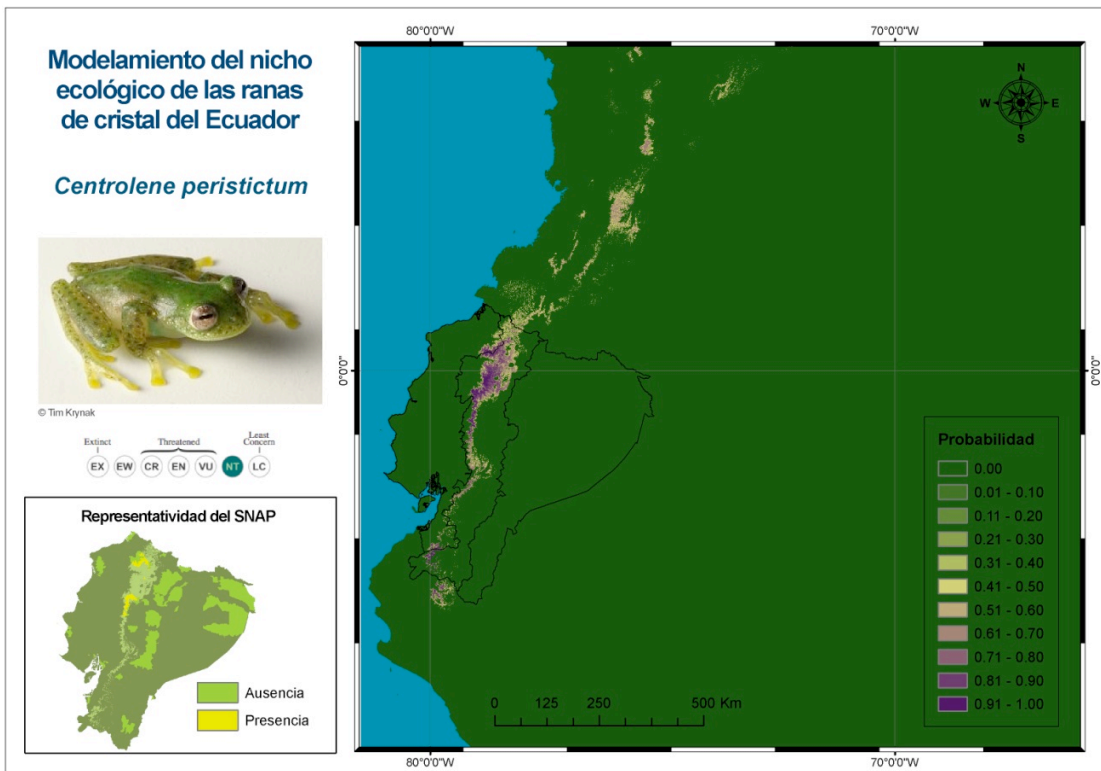 Modelamiento del nicho
ecológico de las ranas
de cristal del Ecuador
Centrolene peristictum
© Tim Krynak
Extinct
Threatened
Least
Concern
EX EW CR EN VU NT LC
Representatividad del SNAP
Ausencia
Presencia
80°0'0"W 70°0'0"W
N
W E
S
0°0'0" 0°0'0"
Probabilidad
0.00
0.01 - 0.10
0.11 - 0.20
0.21 - 0.30
0.31 - 0.40
0.41 - 0.50
0.51 - 0.60
0.61 - 0.70
0.71 - 0.80
0.81 - 0.90
0.91 - 1.00
0 125 250 500 Km
80°0'0"W 70°0'0"W